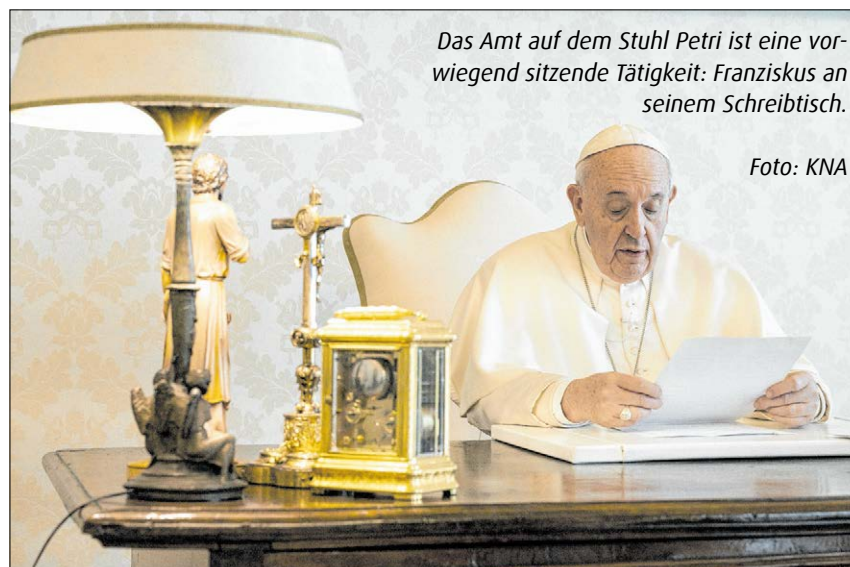 Das Amt auf dem Stuhl Petri ist eine vor-
wiegend sitzende Tätigkeit: Franziskus an
seinem Schreibtisch.
Foto: KNA